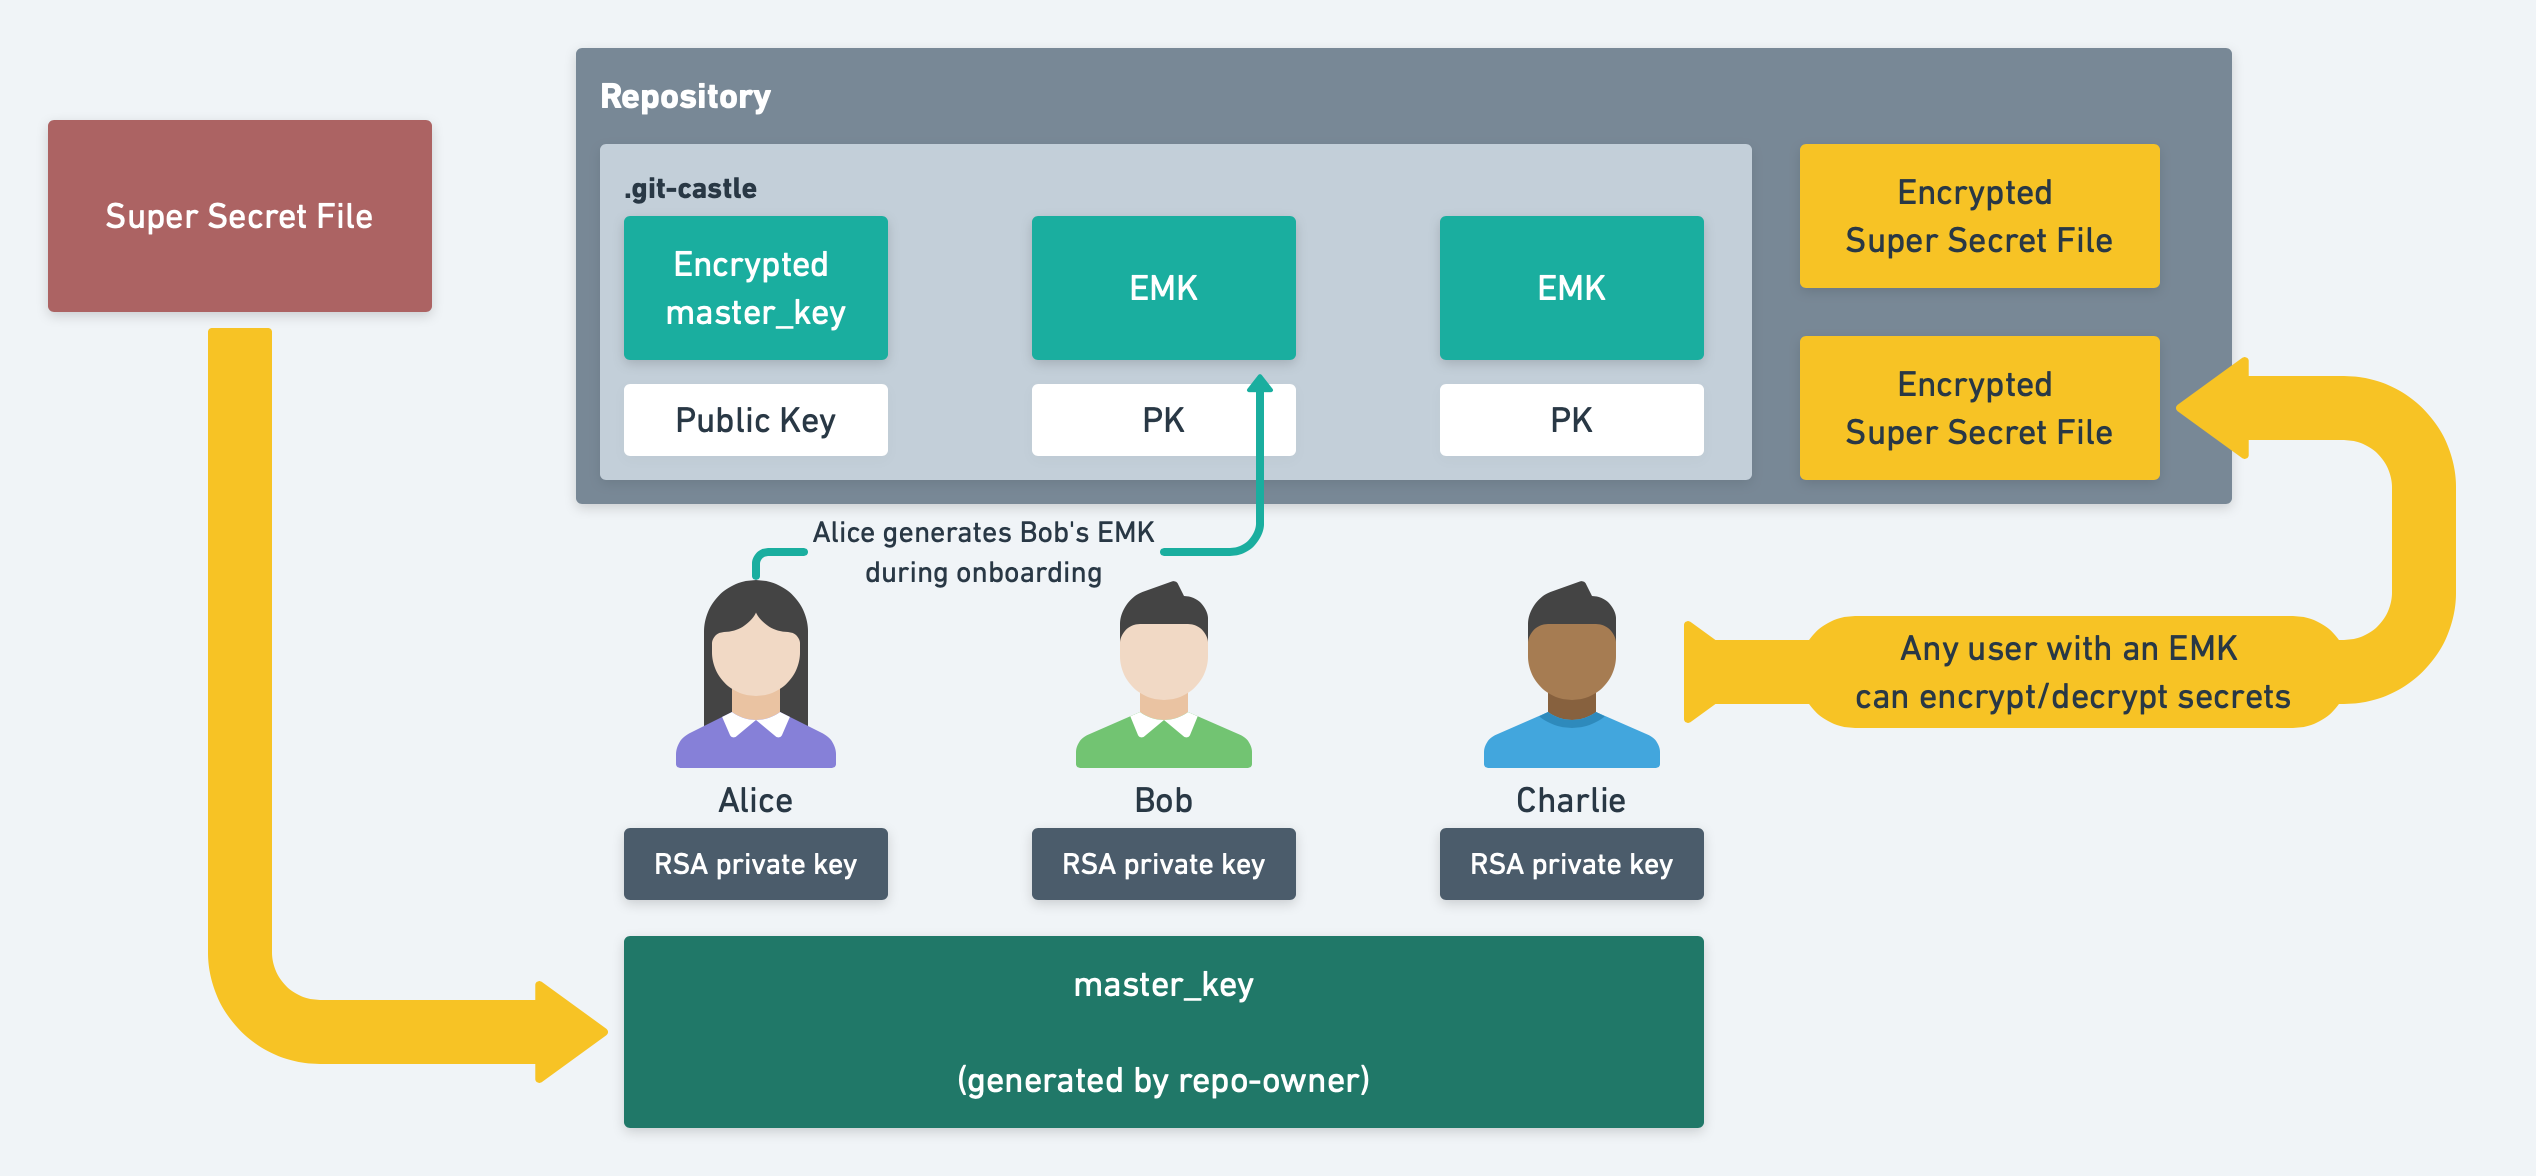 Super Secret File
Repository
.git-castle
Encrypted
master_key
EMK
EMK
Public Key
PK
PK
Encrypted
Super Secret File
Encrypted
Super Secret File
Alice generates Bob's EMK
during onboarding
Any user with an EMK
can encrypt/decrypt secrets
Alice
Bob
Charlie
RSA private key
RSA private key
RSA private key
master_key
(generated by repo-owner)